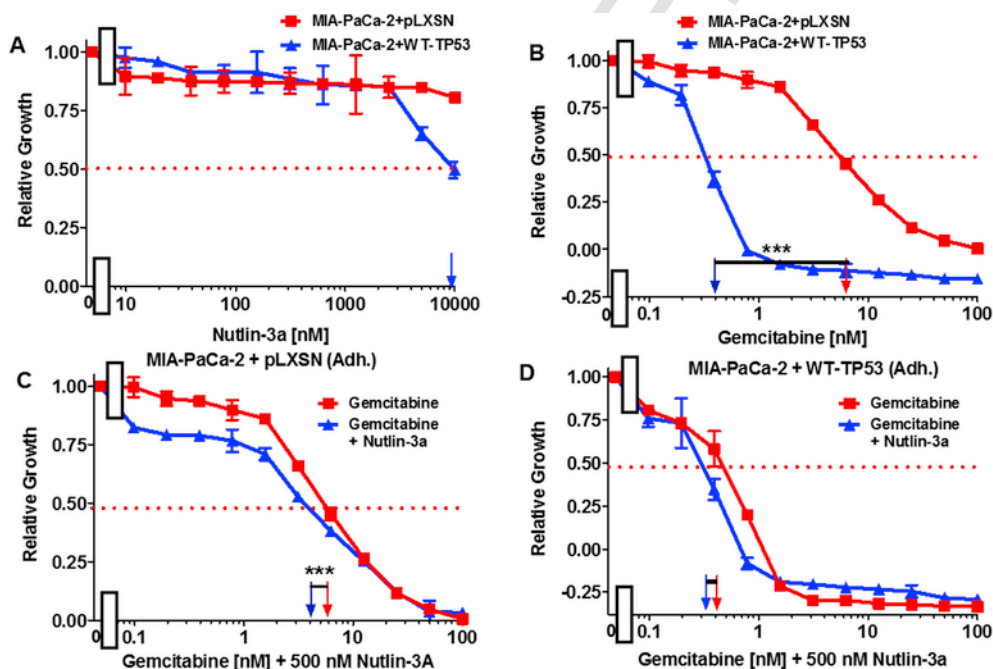 A
MIA-PaCa-2+pLXSN
MIA-PaCa-2+WT-TP53
Relative Growth
1.00
0.75
0.50
0.25
0.00
0 10 100 1000 10000
Nutlin-3a [nM]
B
MIA-PaCa-2+pLXSN
MIA-PaCa-2+WT-TP53
Relative Growth
1.00
0.75
0.50
0.25
0.00
-0.25
***
0 0.1 1 10 100
Gemcitabine [nM]
C
MIA-PaCa-2 + pLXSN (Adh.)
Gemcitabine
Gemcitabine
+ Nutlin-3a
Relative Growth
1.00
0.75
0.50
0.25
0.00
***
0 0.1 1 10 100
Gemcitabine [nM] + 500 nM Nutlin-3A
D
MIA-PaCa-2 + WT-TP53 (Adh.)
Gemcitabine
Gemcitabine
+ Nutlin-3a
Relative Growth
1.00
0.75
0.50
0.25
0.00
-0.25
0 0.1 1 10 100
Gemcitabine [nM] + 500 nM Nutlin-3a